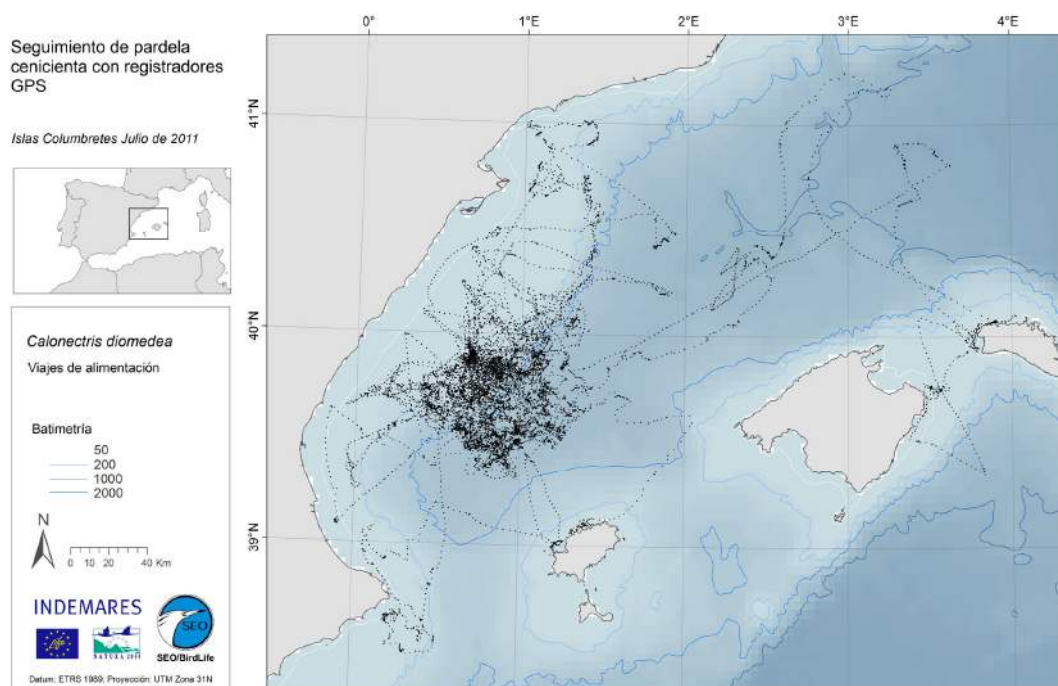 Seguimiento de pardela
cenicienta con registradores
GPS
Islas Columbretes Julio de 2011
Calonectris diomedea
Viajes de alimentación
Batimetría
50
200
1000
2000
N
0 10 20 40 Km
INDEMARES
NATURA 2000
SEO
SEO/BirdLife
Datum: ETRS 1989; Proyección: UTM Zona 31N
0° 1°E 2°E 3°E 4°E
41°N
40°N
39°N